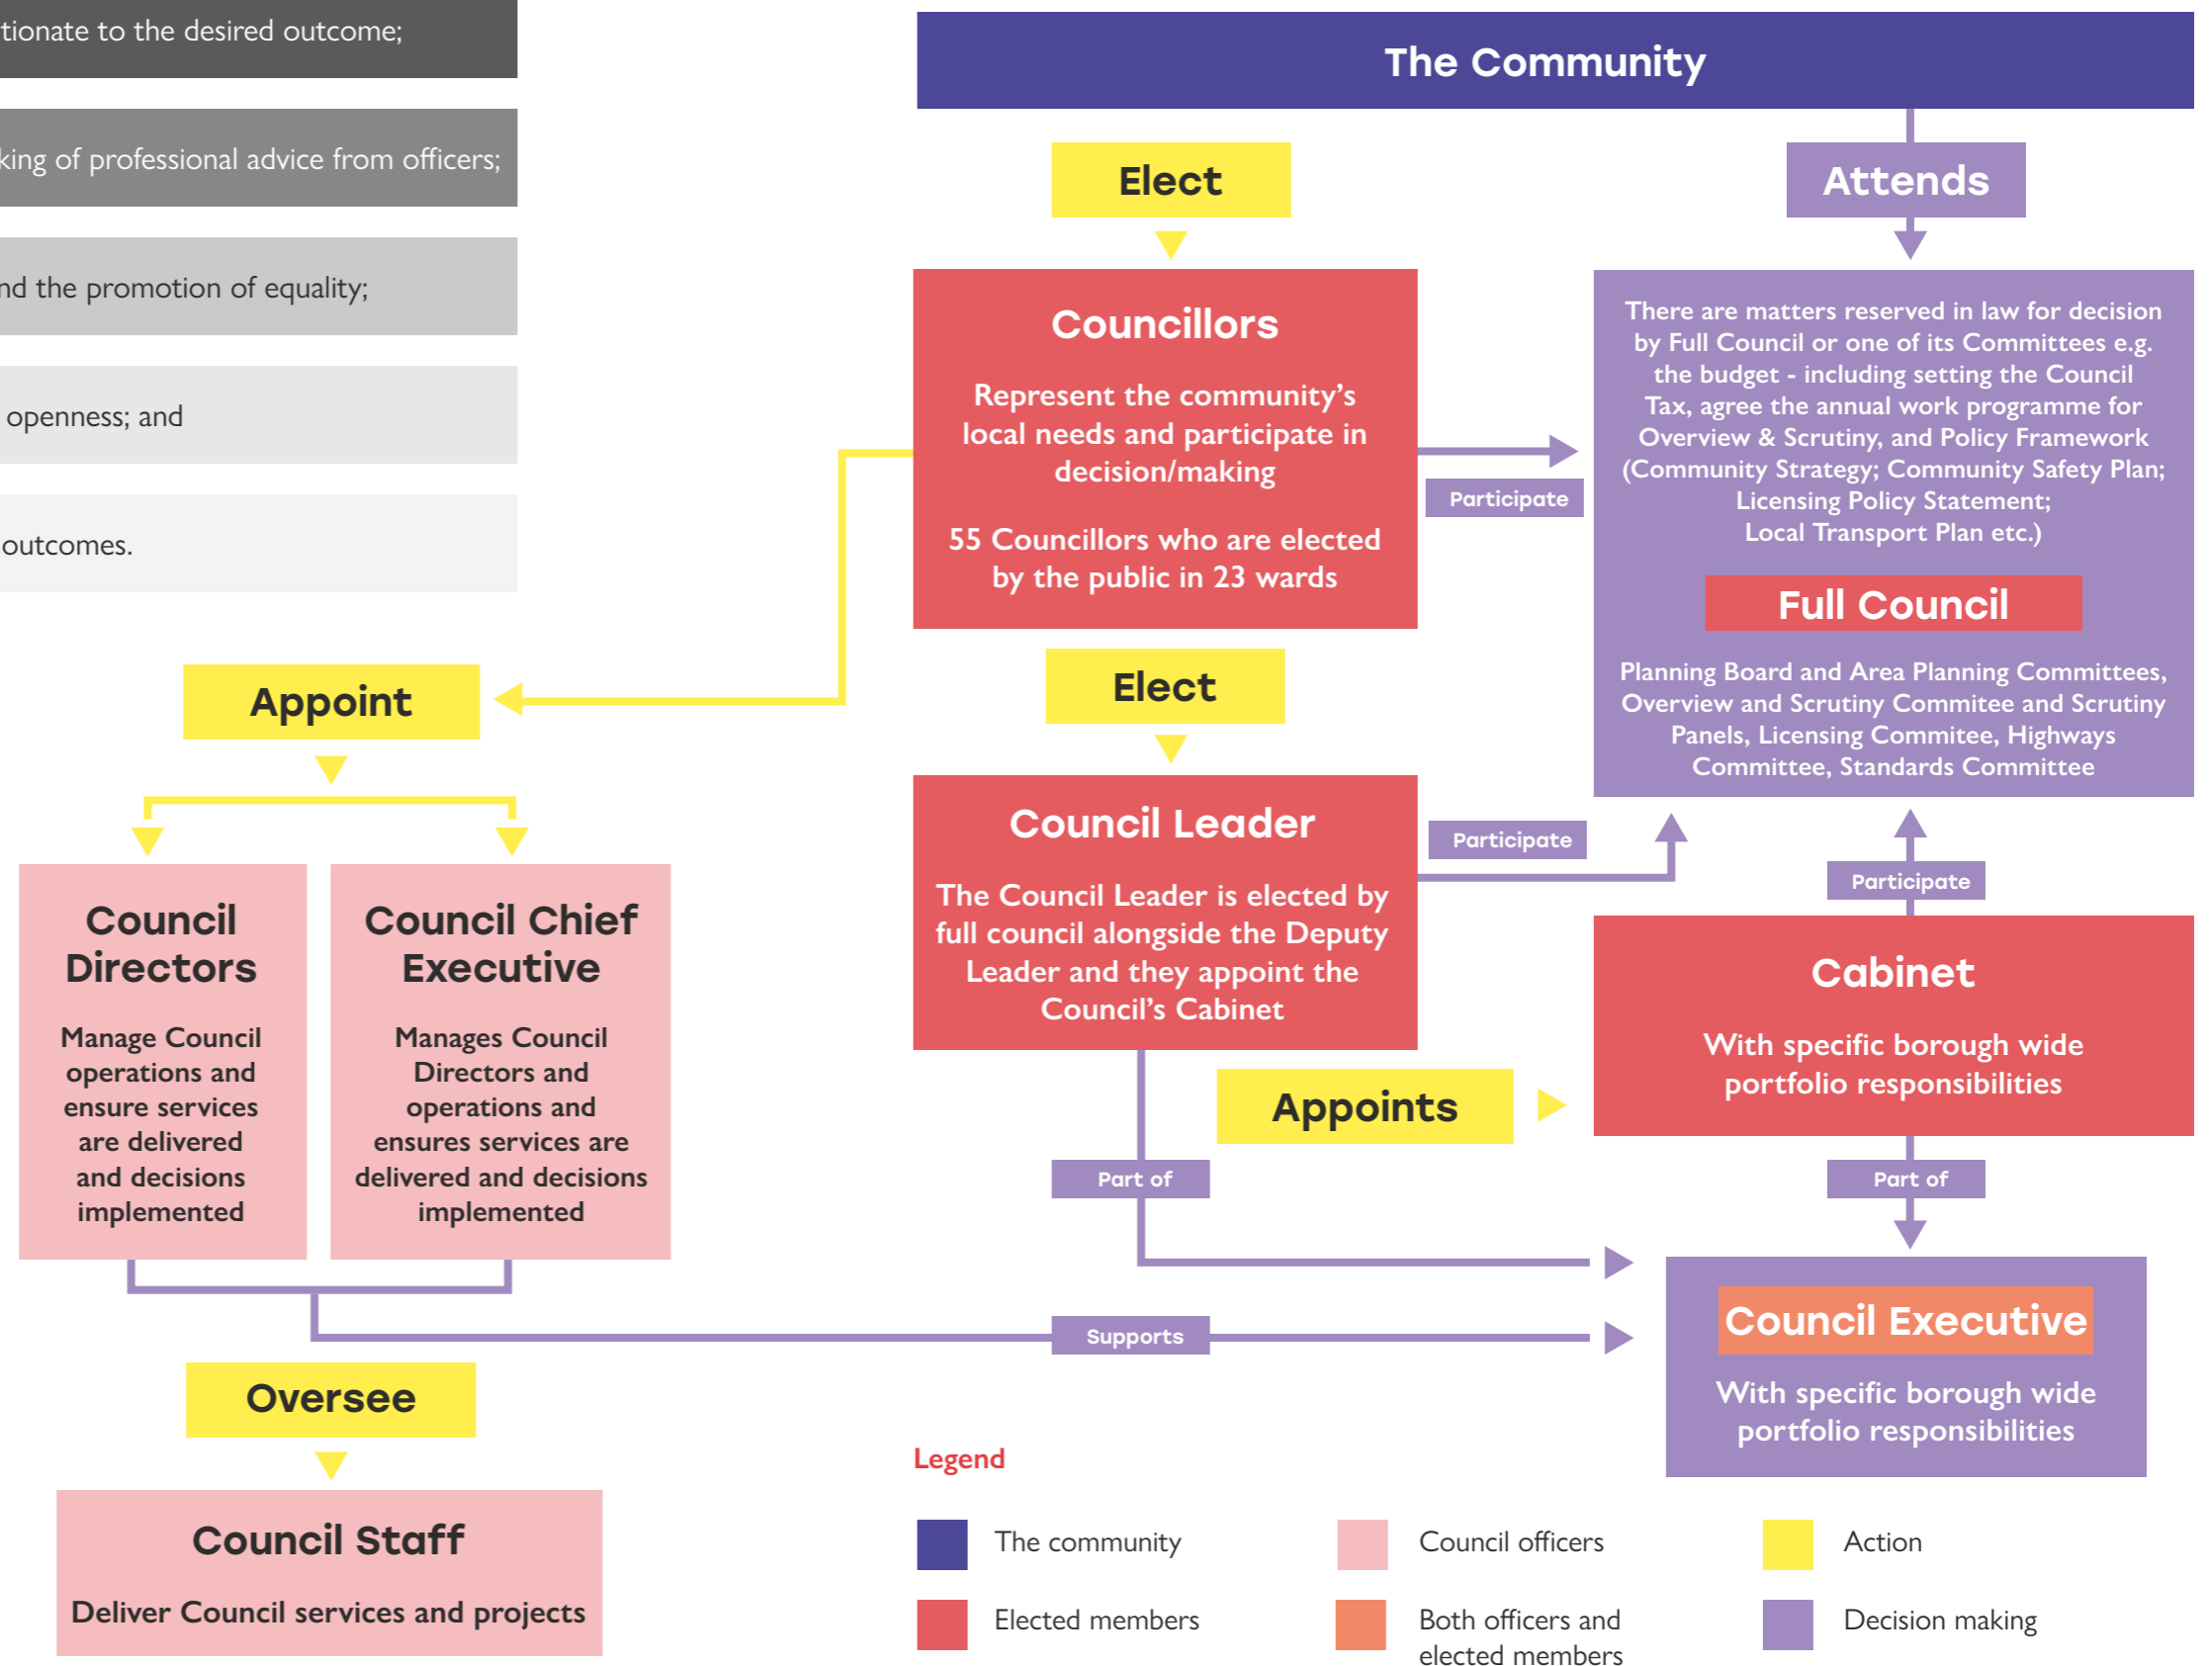 tionate to the desired outcome;
king of professional advice from officers;
nd the promotion of equality;
openness; and
outcomes.
The Community
Elect
Attends
Councillors
Represent the community's
local needs and participate in
decision/making
55 Councillors who are elected
by the public in 23 wards
Participate
There are matters reserved in law for decision
by Full Council or one of its Committees e.g.
the budget - including setting the Council
Tax, agree the annual work programme for
Overview & Scrutiny, and Policy Framework
(Community Strategy; Community Safety Plan;
Licensing Policy Statement;
Local Transport Plan etc.)
Full Council
Planning Board and Area Planning Committees,
Overview and Scrutiny Commitee and Scrutiny
Panels, Licensing Commitee, Highways
Committee, Standards Committee
Appoint
Elect
Council
Directors
Manage Council
operations and
ensure services
are delivered
and decisions
implemented
Council Chief
Executive
Manages Council
Directors and
operations and
ensures services are
delivered and decisions
implemented
Council Leader
The Council Leader is elected by
full council alongside the Deputy
Leader and they appoint the
Council's Cabinet
Participate
Participate
Cabinet
With specific borough wide
portfolio responsibilities
Appoints
Part of
Part of
Supports
Council Executive
With specific borough wide
portfolio responsibilities
Oversee
Council Staff
Deliver Council services and projects
Legend
The community
Council officers
Action
Elected members
Both officers and
elected members
Decision making